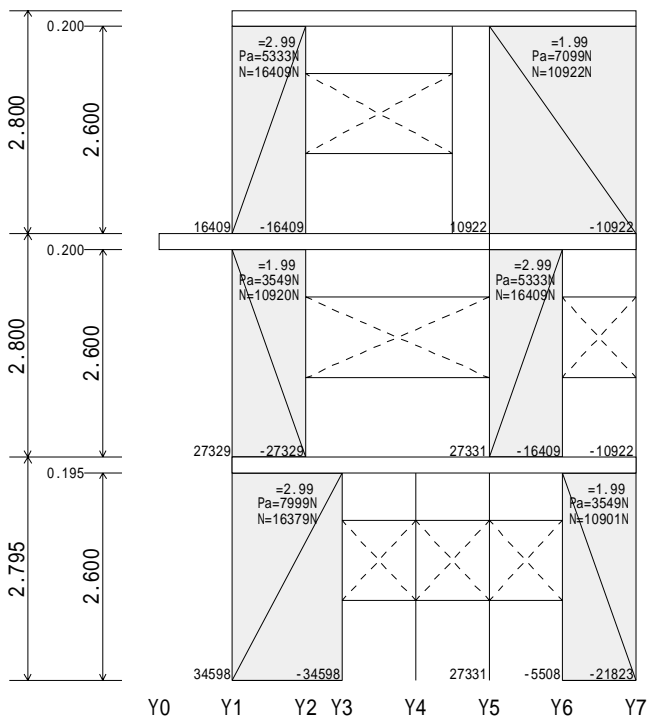 0.200
=2.99
Pa=5333N
N=16409N
=1.99
Pa=7099N
N=10922N
2.800
2.600
16409
-16409
10922
-10922
0.200
=1.99
Pa=3549N
N=10920N
=2.99
Pa=5333N
N=16409N
2.800
2.600
27329
-27329
27331
-16409
-10922
0.195
=2.99
Pa=7999N
N=16379N
=1.99
Pa=3549N
N=10901N
2.795
2.600
34598
-34598
27331
-5508
-21823
Y0 Y1 Y2 Y3 Y4 Y5 Y6 Y7